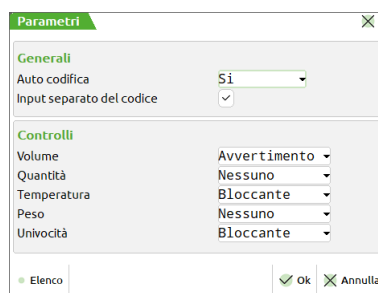 Parametri
Generali
Auto codifica Si
Input separato del codice
Controlli
Volume Avvertimento
Quantità Nessuno
Temperatura Bloccante
Peso Nessuno
Univocità Bloccante
Elenco Ok Annulla